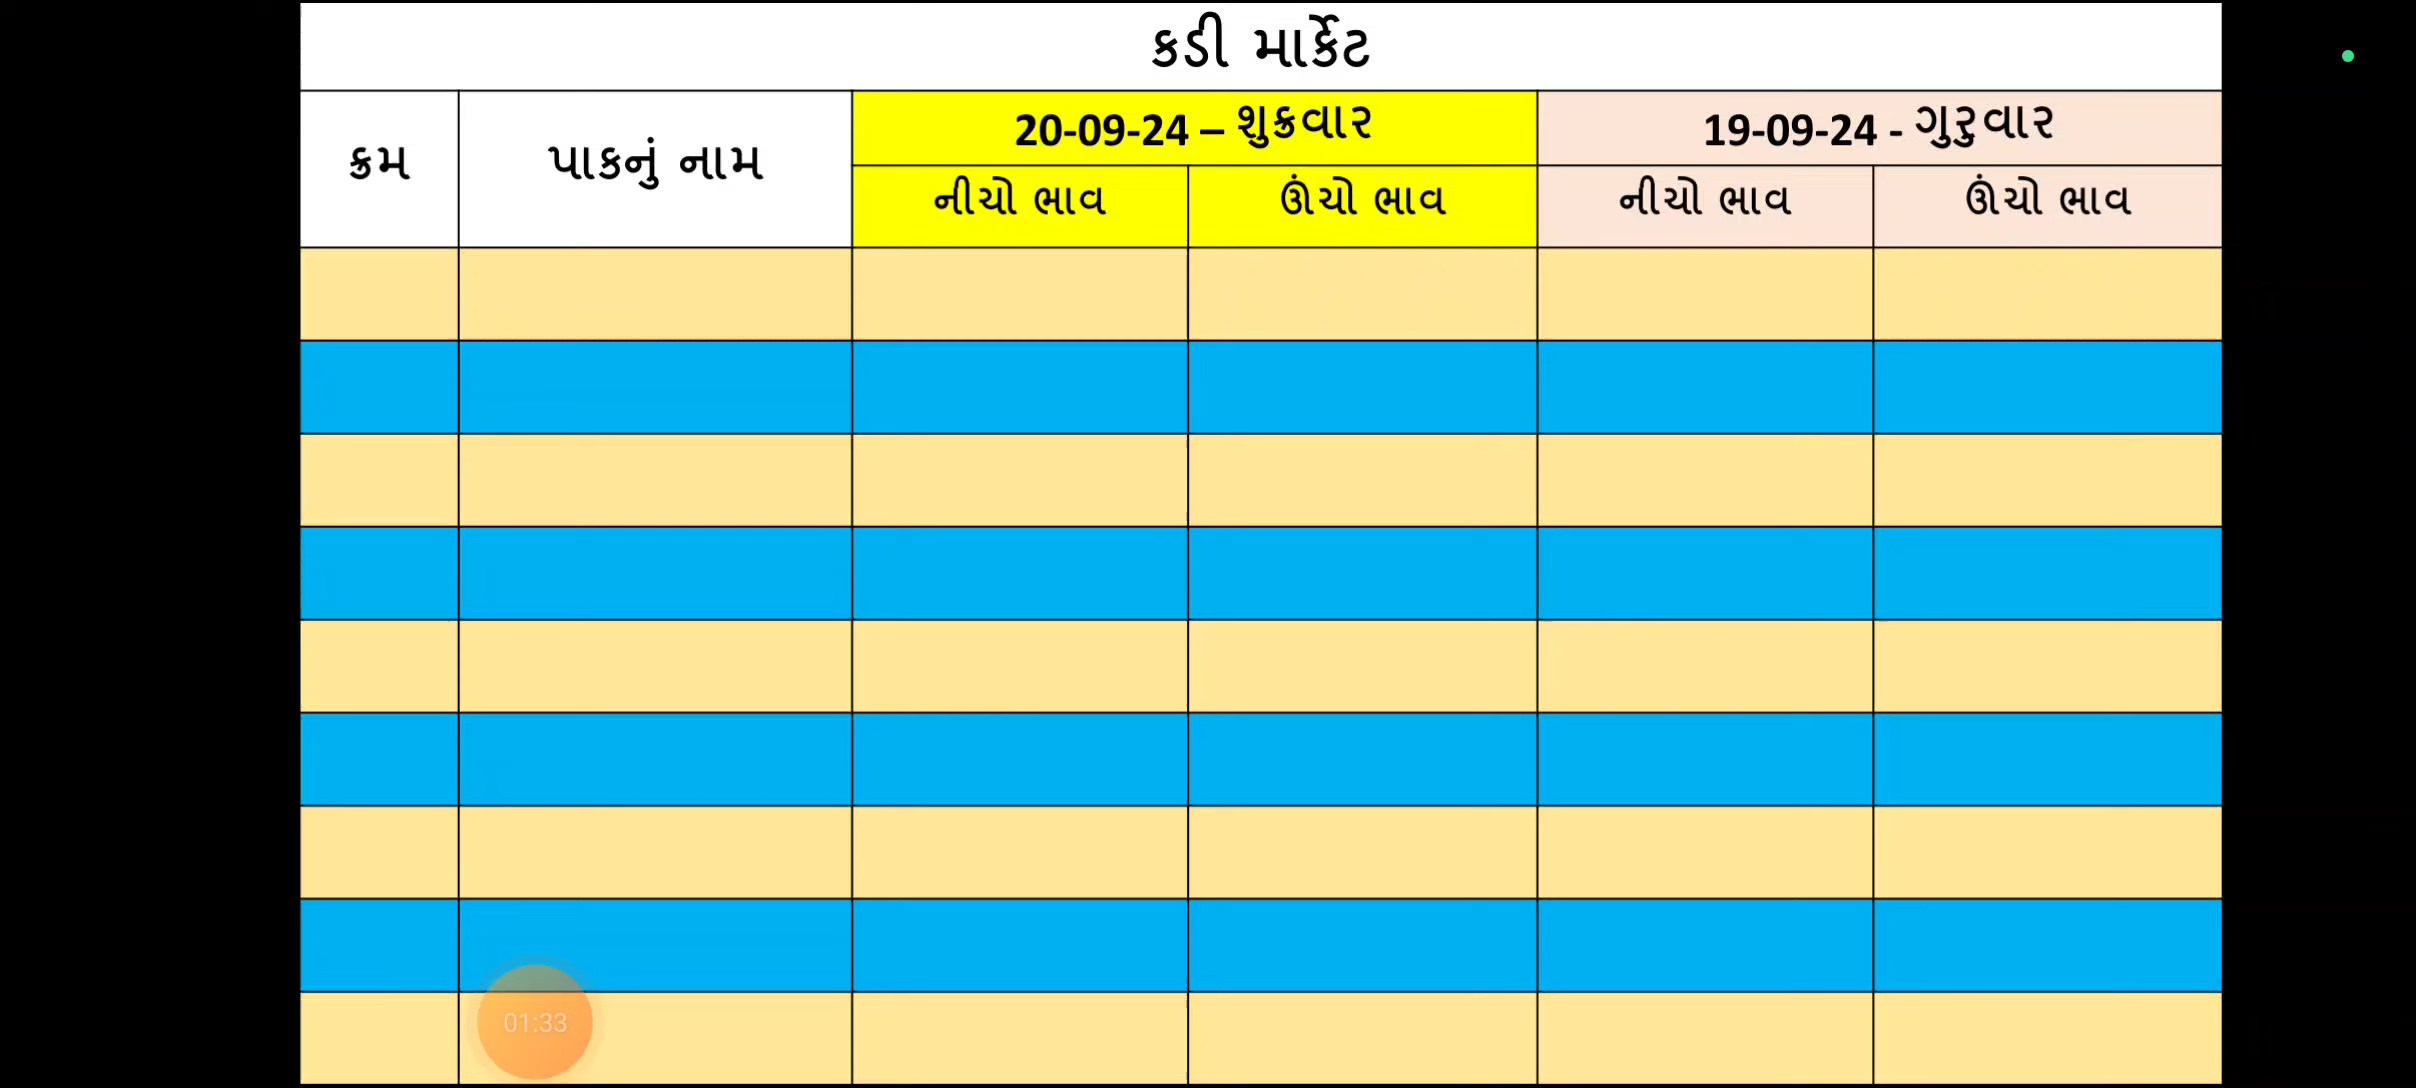 કડી માર્કેટ
ક્રમ પાકનું નામ 20-09-24 – શુક્રવાર 19-09-24 - ગુરુવાર
નીચો ભાવ ઊંચો ભાવ નીચો ભાવ ઊંચો ભાવ
01:33